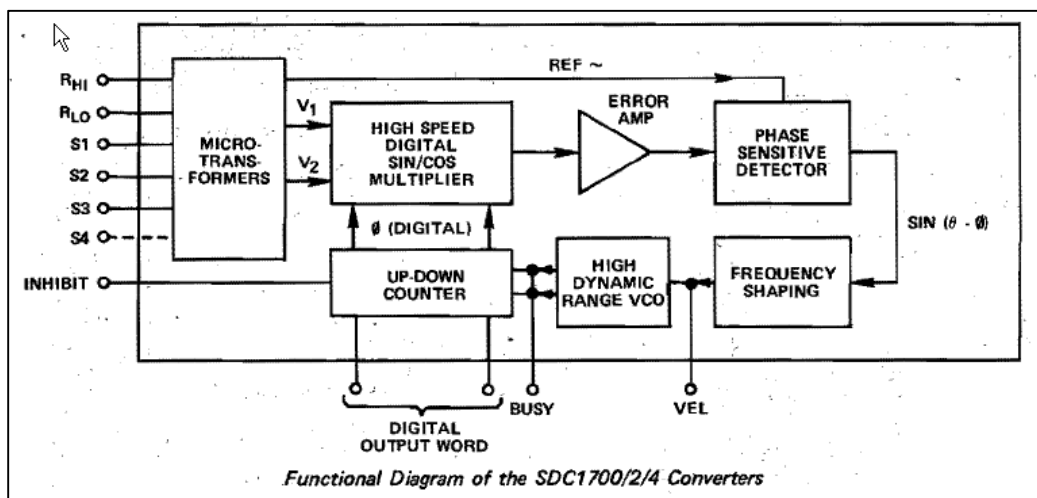 REF ~
R_HI
R_LO
S1
S2
S3
S4
INHIBIT
MICRO-
TRANS-
FORMERS
V1
V2
HIGH SPEED
DIGITAL
SIN/COS
MULTIPLIER
ERROR
AMP
PHASE
SENSITIVE
DETECTOR
SIN (θ - ø)
ø (DIGITAL)
UP-DOWN
COUNTER
HIGH
DYNAMIC
RANGE VCO
FREQUENCY
SHAPING
BUSY
VEL
DIGITAL
OUTPUT WORD
Functional Diagram of the SDC1700/2/4 Converters